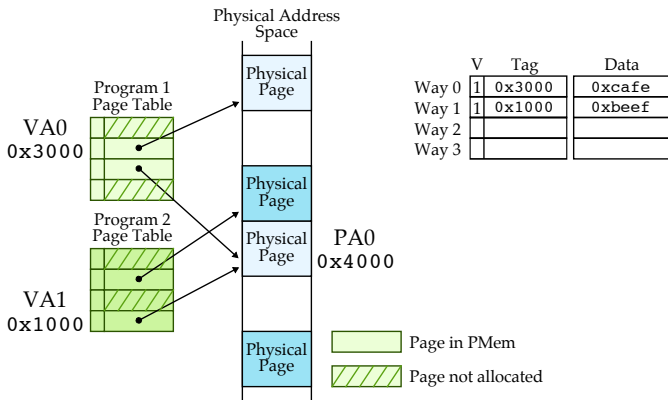 Physical Address
Space
Physical
Page
Program 1
Page Table
VA0
0x3000
Program 2
Page Table
VA1
0x1000
Physical
Page
Physical
Page
PA0
0x4000
Physical
Page
Page in PMem
Page not allocated
V Tag Data
Way 0 1 0x3000 0xcafe
Way 1 1 0x1000 0xbeef
Way 2
Way 3